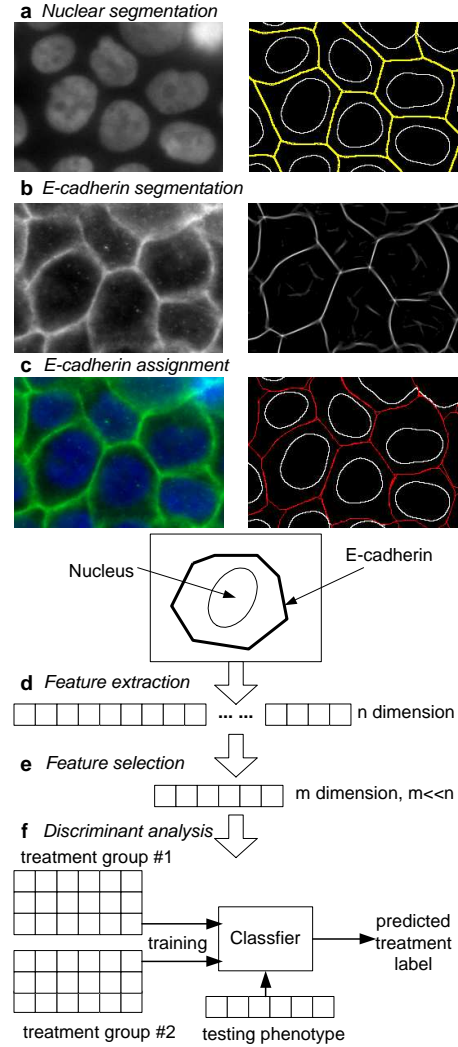 a Nuclear segmentation
b E-cadherin segmentation
c E-cadherin assignment
Nucleus
E-cadherin
d Feature extraction
... ...
n dimension
e Feature selection
m dimension, m<<n
f Discriminant analysis
treatment group #1
training
Classfier
predicted
treatment
label
treatment group #2
testing phenotype